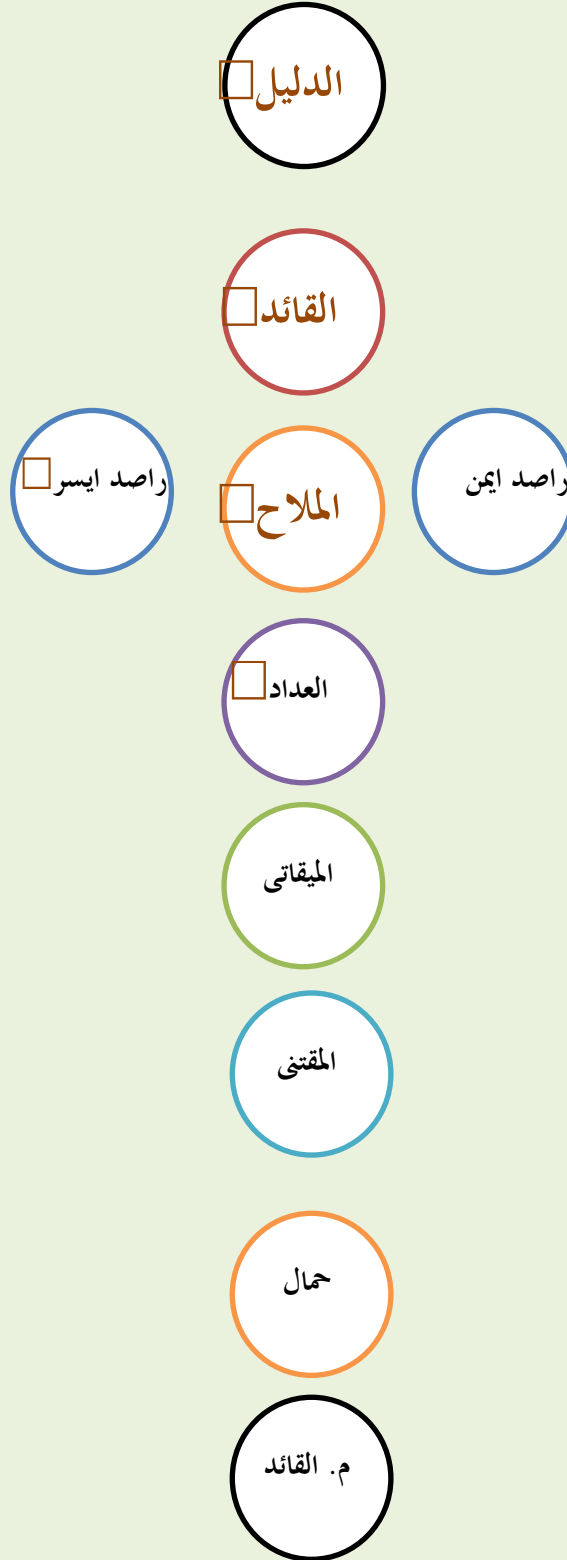 الدليل
القائد
راصد ايمن
الملاح
راصد ايسر
العداد
الميقاتى
المقتنى
حمال
م. القائد